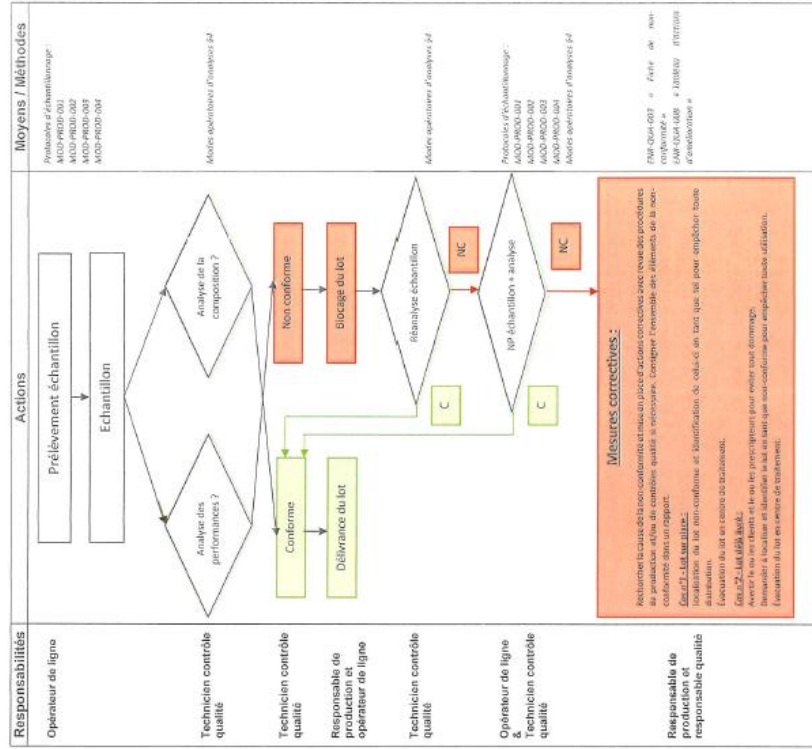 Responsabilités
Actions
Moyens / Méthodes
Opérateur de ligne
Prélèvement échantillon
Protocoles d'échantillonnage :
MOD-PROD-001
MOD-PROD-002
MOD-PROD-003
MOD-PROD-004
Echantillon
Technicien contrôle
qualité
Analyse des
performances ?
Analyse de la
composition ?
Modes opératoires d'analyses §4
Technicien contrôle
qualité
Conforme
Non conforme
Responsable de
production et
opérateur de ligne
Délivrance du lot
Blocage du lot
Technicien contrôle
qualité
C
Réanalyse échantillon
NC
Modes opératoires d'analyses §4
Opérateur de ligne
& Technicien contrôle
qualité
C
NP échantillon + analyse
NC
Protocoles d'échantillonnage :
MOD-PROD-001
MOD-PROD-002
MOD-PROD-003
MOD-PROD-004
Modes opératoires d'analyses §4
Responsable de
production et
responsable qualité
Mesures correctives :
Rechercher la cause de la non-conformité et mise en place d'actions correctives avec revue des procédures
de production et/ou de contrôles qualité si nécessaire. Consigner l'ensemble des éléments de la non-
conformité dans un rapport.
Cas n°1 - Lot sur place :
Localisation du lot non-conforme et identification de celui-ci en tant que tel pour empêcher toute
distribution.
Évacuation du lot en centre de traitement.
Cas n°2 - Lot déjà livré :
Avertir le ou les clients et le ou les prescripteurs pour éviter tout dommage.
Demander à localiser et identifier le lot en tant que non-conforme pour empêcher toute utilisation.
Évacuation du lot en centre de traitement.
« Fiche de non-
conformité »
« Tableau d'actions
d'amélioration »